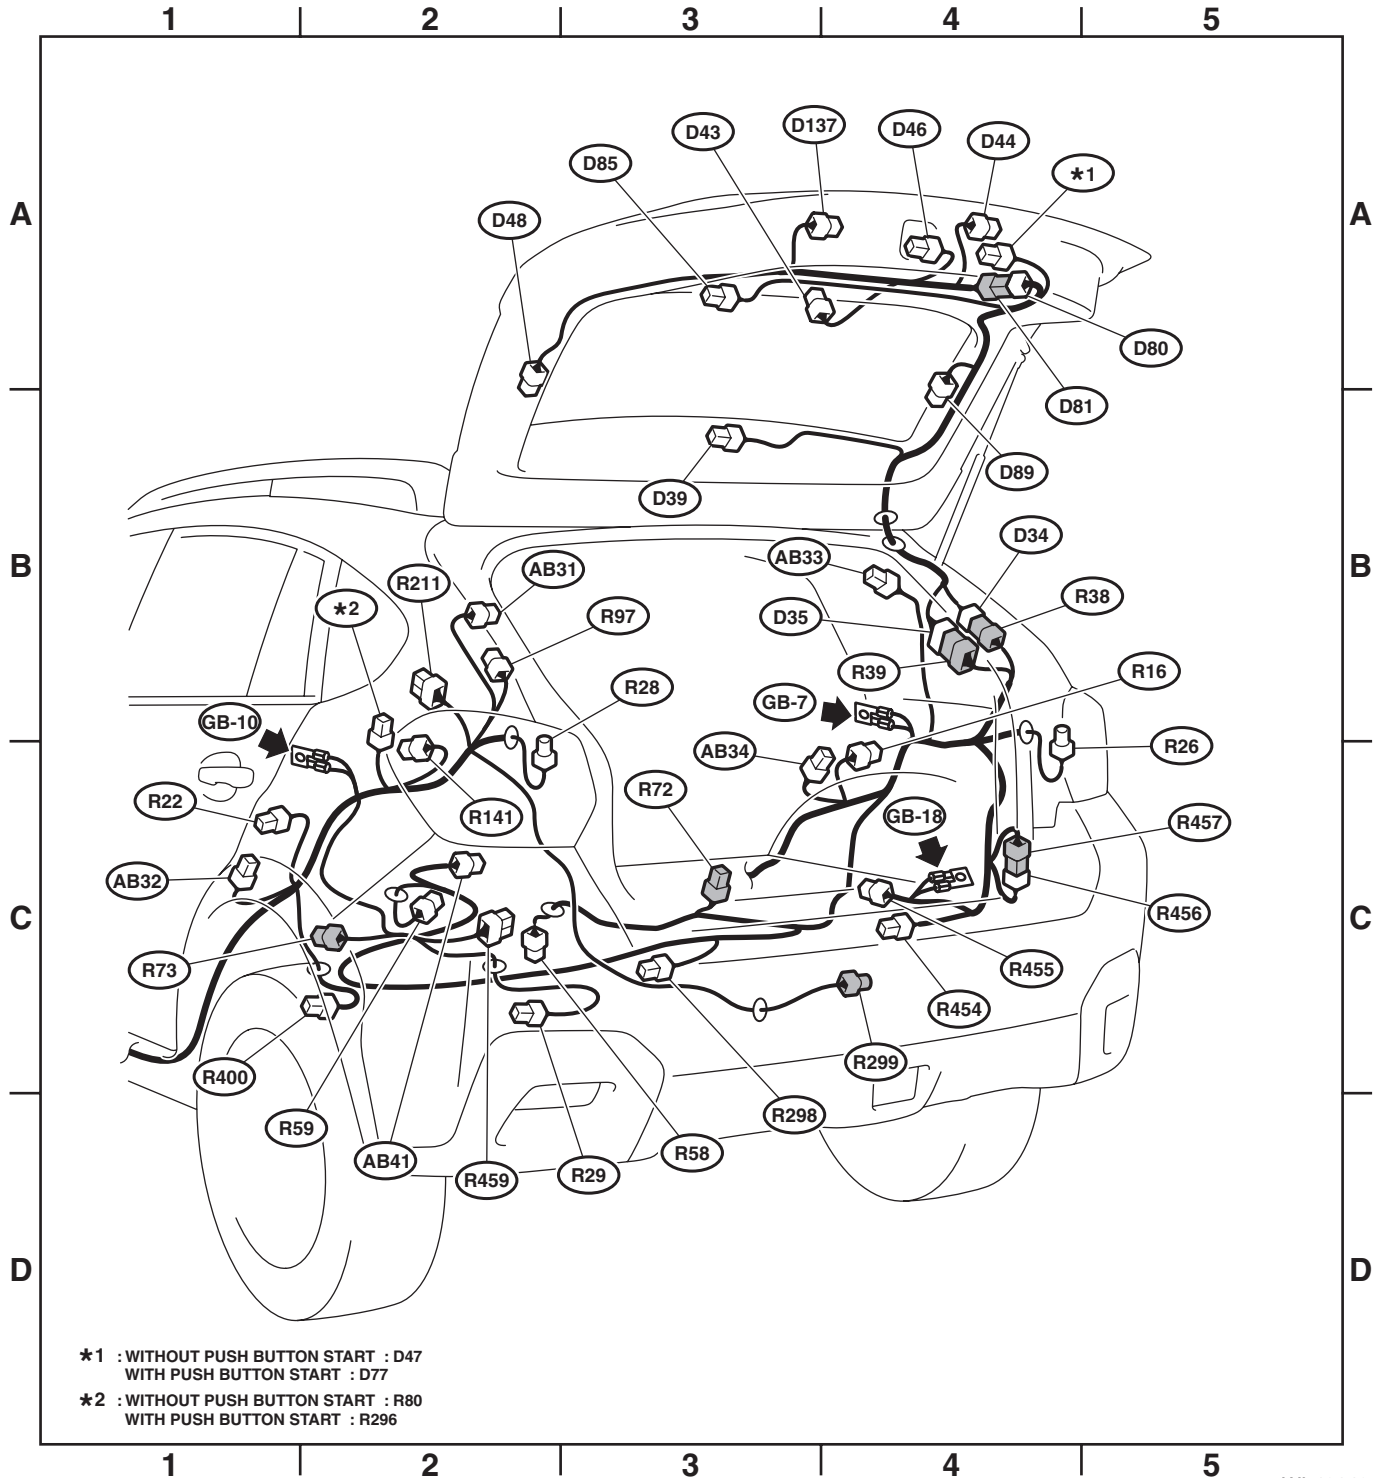 1 2 3 4 5
D43 D137 D46 D44
D85 *1
A D48 A
D80
D81
D89
D39
D34
B AB33 B
R211 AB31 R38
*2 R97 D35
R39 R16
R28
GB-10 GB-7
AB34 R26
R72
R22 R141 GB-18 R457
AB32
C R456 C
R73 R455
R454
R400 R299
R298
R59
AB41 R459 R29 R58
D D
*1 : WITHOUT PUSH BUTTON START : D47
WITH PUSH BUTTON START : D77
*2 : WITHOUT PUSH BUTTON START : R80
WITH PUSH BUTTON START : R296
1 2 3 4 5